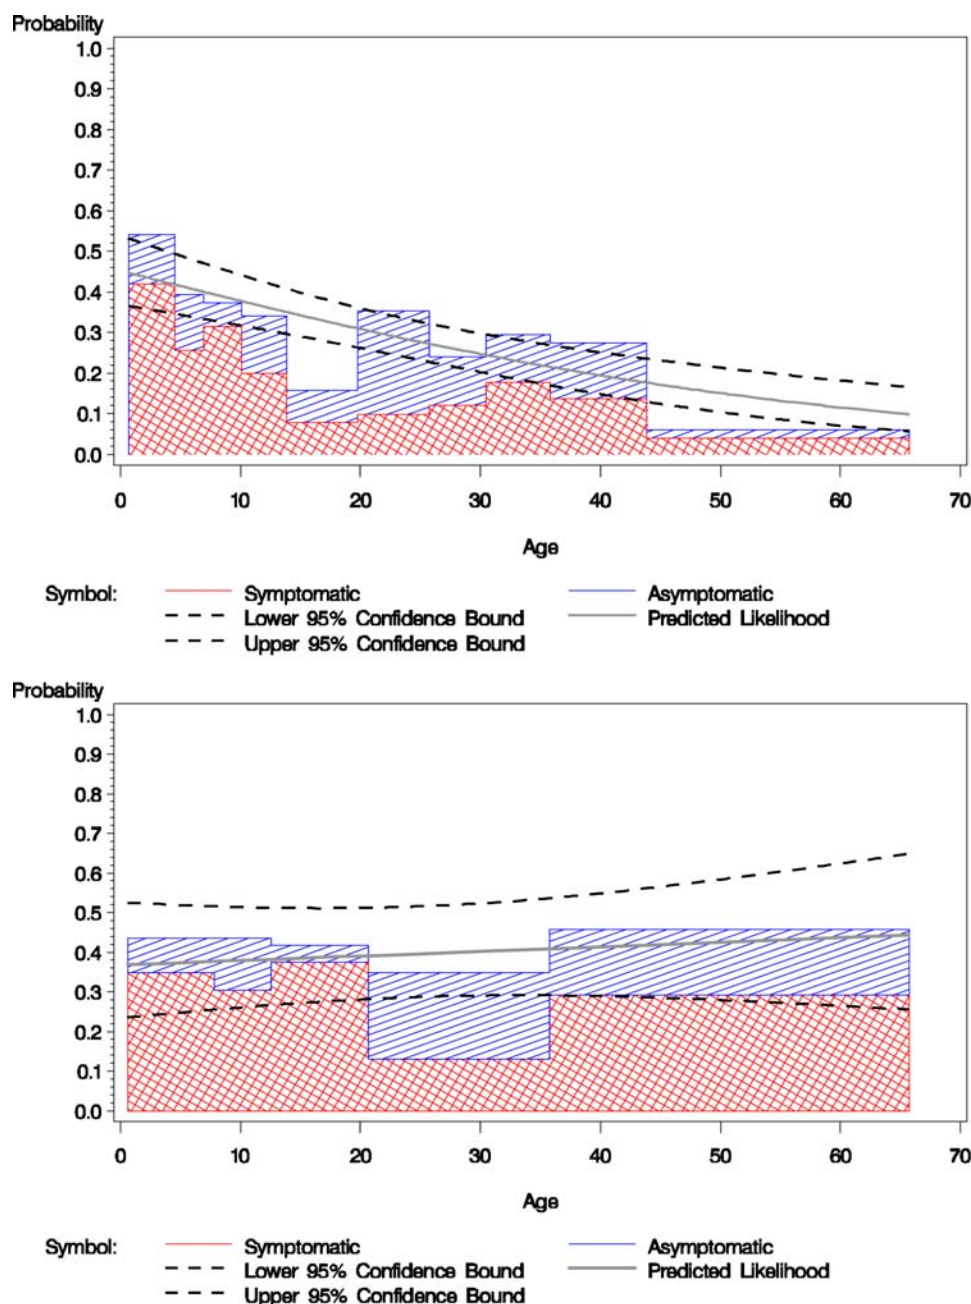 Probability
1.0
0.9
0.8
0.7
0.6
0.5
0.4
0.3
0.2
0.1
0.0
0 10 20 30 40 50 60 70
Age
Symbol: Symptomatic Asymptomatic
Lower 95% Confidence Bound Predicted Likelihood
Upper 95% Confidence Bound
Probability
1.0
0.9
0.8
0.7
0.6
0.5
0.4
0.3
0.2
0.1
0.0
0 10 20 30 40 50 60 70
Age
Symbol: Symptomatic Asymptomatic
Lower 95% Confidence Bound Predicted Likelihood
Upper 95% Confidence Bound